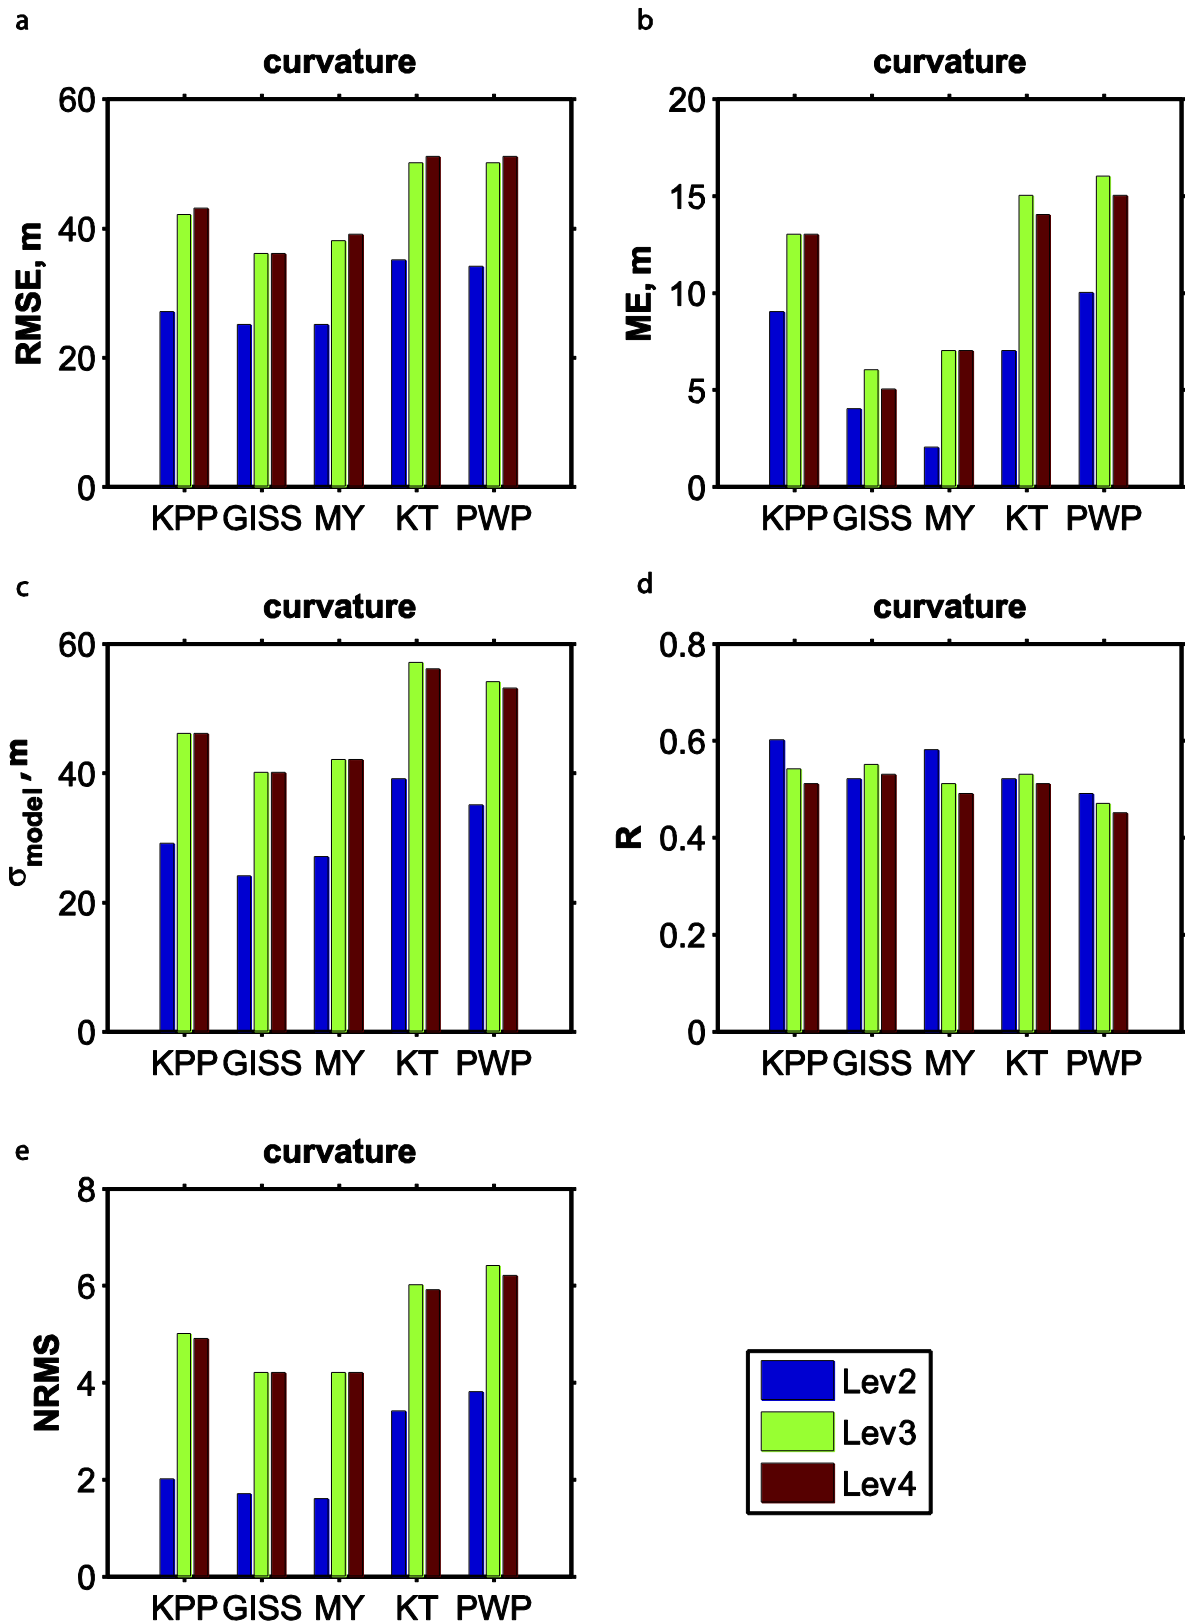 a
curvature
60
40
20
0
RMSE, m
KPP GISS MY KT PWP
b
curvature
20
15
10
5
0
ME, m
KPP GISS MY KT PWP
c
curvature
60
40
20
0
σmodel, m
KPP GISS MY KT PWP
d
curvature
0.8
0.6
0.4
0.2
0
R
KPP GISS MY KT PWP
e
curvature
8
6
4
2
0
NRMS
KPP GISS MY KT PWP
Lev2
Lev3
Lev4